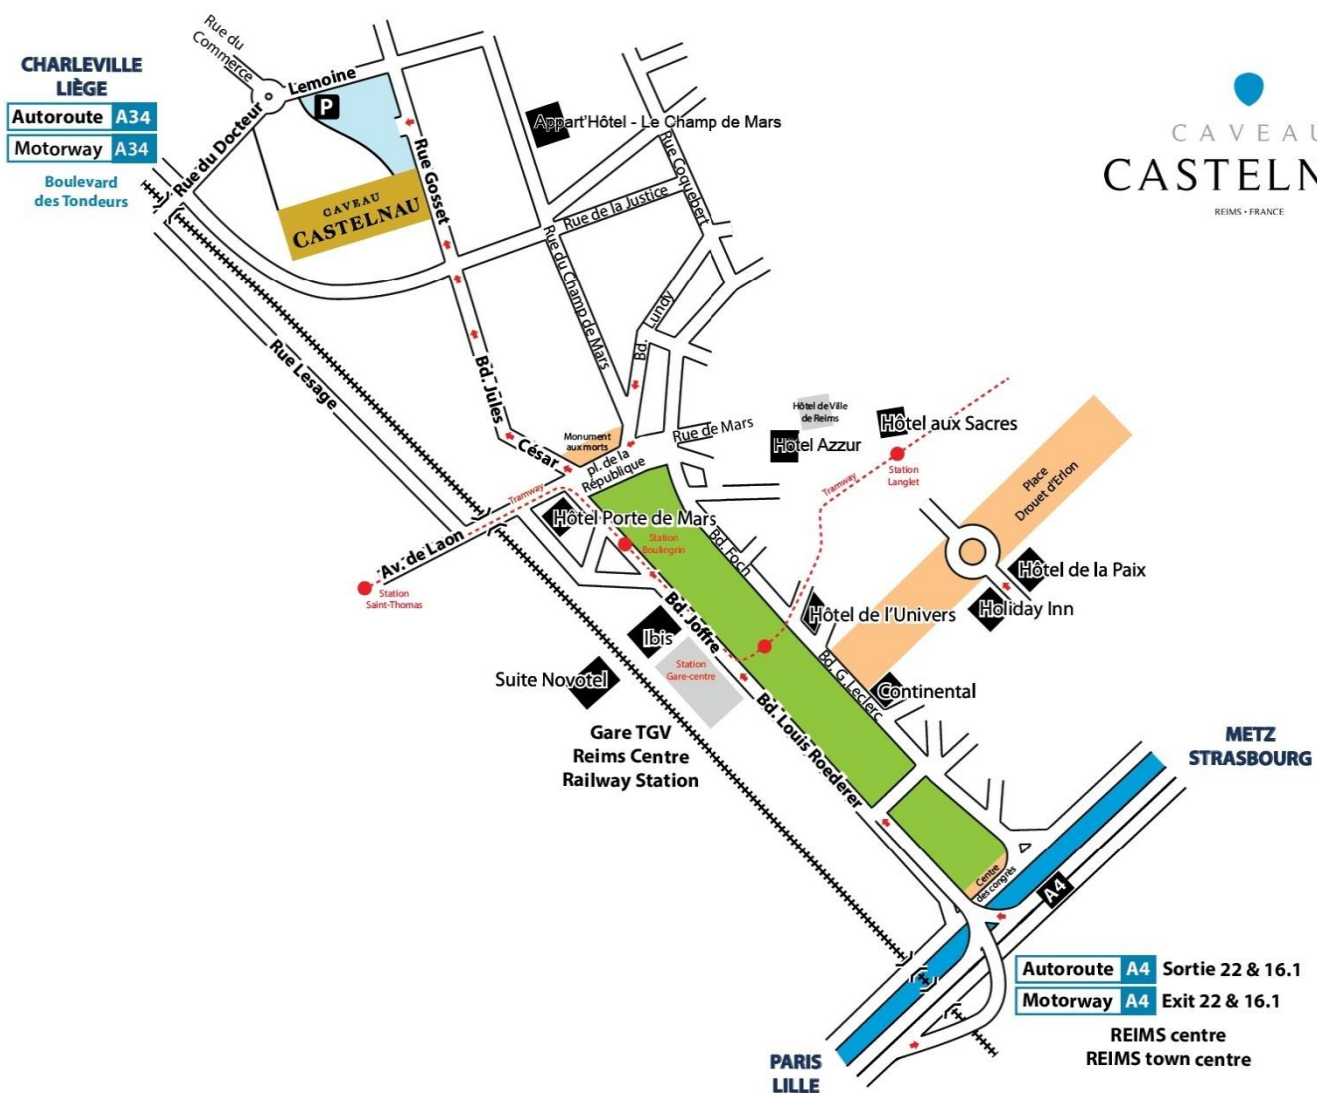 Rue du
Commerce
CHARLEVILLE
LIÈGE
Autoroute A34
Motorway A34
Boulevard
des Tondeurs
Rue du Docteur
Lemoine
P
Appart'Hôtel - Le Champ de Mars
CAVEAU
CASTELN
REIMS • FRANCE
Rue Gosset
Rue Coquebert
Rue de la Justice
CAVEAU
CASTELNAU
Rue du Champ de Mars
Bd.
Lundy
Rue Lesage
Bd. Jules
César
Monument
aux morts
Rue de Mars
pl. de la
République
Hôtel de Ville
de Reims
Hôtel Azzur
Hôtel aux Sacres
Station
Langlet
Tramway
Place
Drouet d'Erlon
Tramway
Av. de Laon
Station
Saint-Thomas
Hôtel Porte de Mars
Station
Boulingrin
Bd. Foch
Hôtel de la Paix
Holiday Inn
Hôtel de l'Univers
Bd. Joffre
Ibis
Suite Novotel
Station
Gare-centre
Bd. G. Leclerc
Continental
Gare TGV
Reims Centre
Railway Station
Bd. Louis Roederer
METZ
STRASBOURG
Centre
des congrès
A4
Autoroute A4 Sortie 22 & 16.1
Motorway A4 Exit 22 & 16.1
REIMS centre
REIMS town centre
PARIS
LILLE